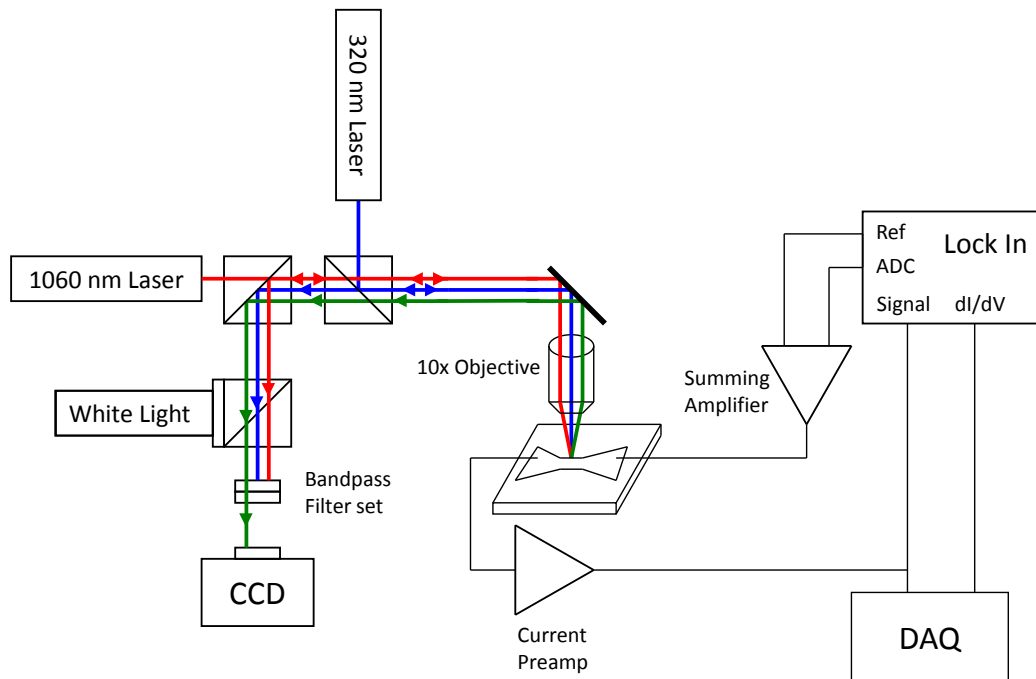 320 nm Laser
1060 nm Laser
Ref
Lock In
ADC
Signal
dI/dV
10x Objective
Summing
Amplifier
White Light
Bandpass
Filter set
CCD
Current
Preamp
DAQ